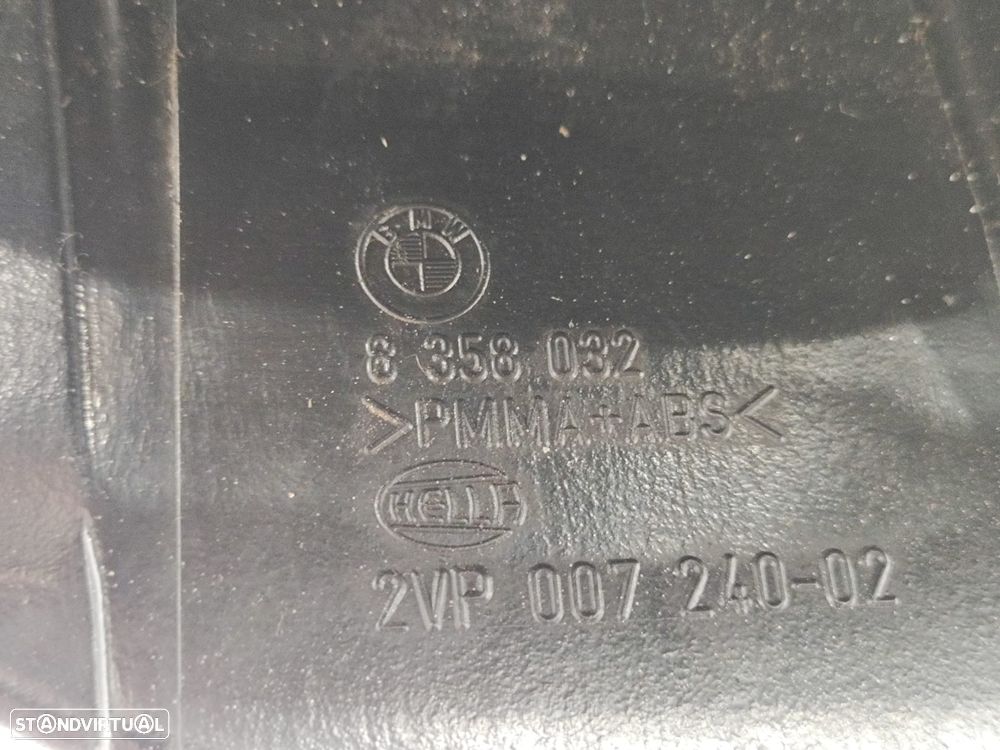 BMW
8 358 032
>PMMA+ABS<
HELLA
2VP 007 240-02
STANDVIRTUAL